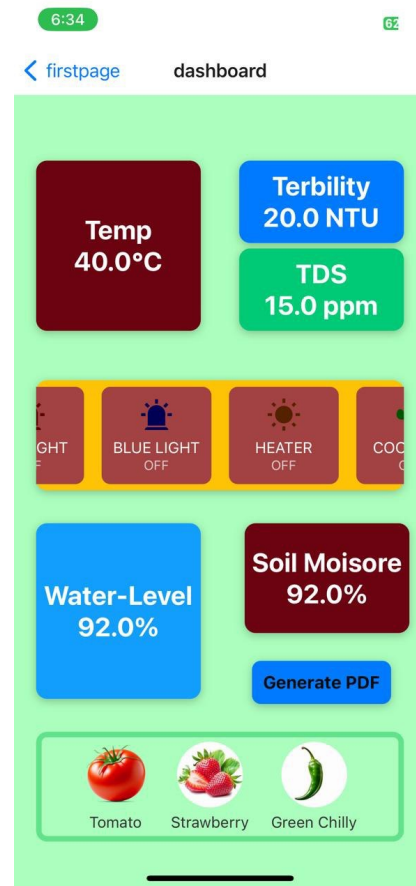 6:34
62
firstpage
dashboard
Temp
40.0°C
Terbility
20.0 NTU
TDS
15.0 ppm
GHT
F
BLUE LIGHT
OFF
HEATER
OFF
COO
Water-Level
92.0%
Soil Moisore
92.0%
Generate PDF
Tomato
Strawberry
Green Chilly